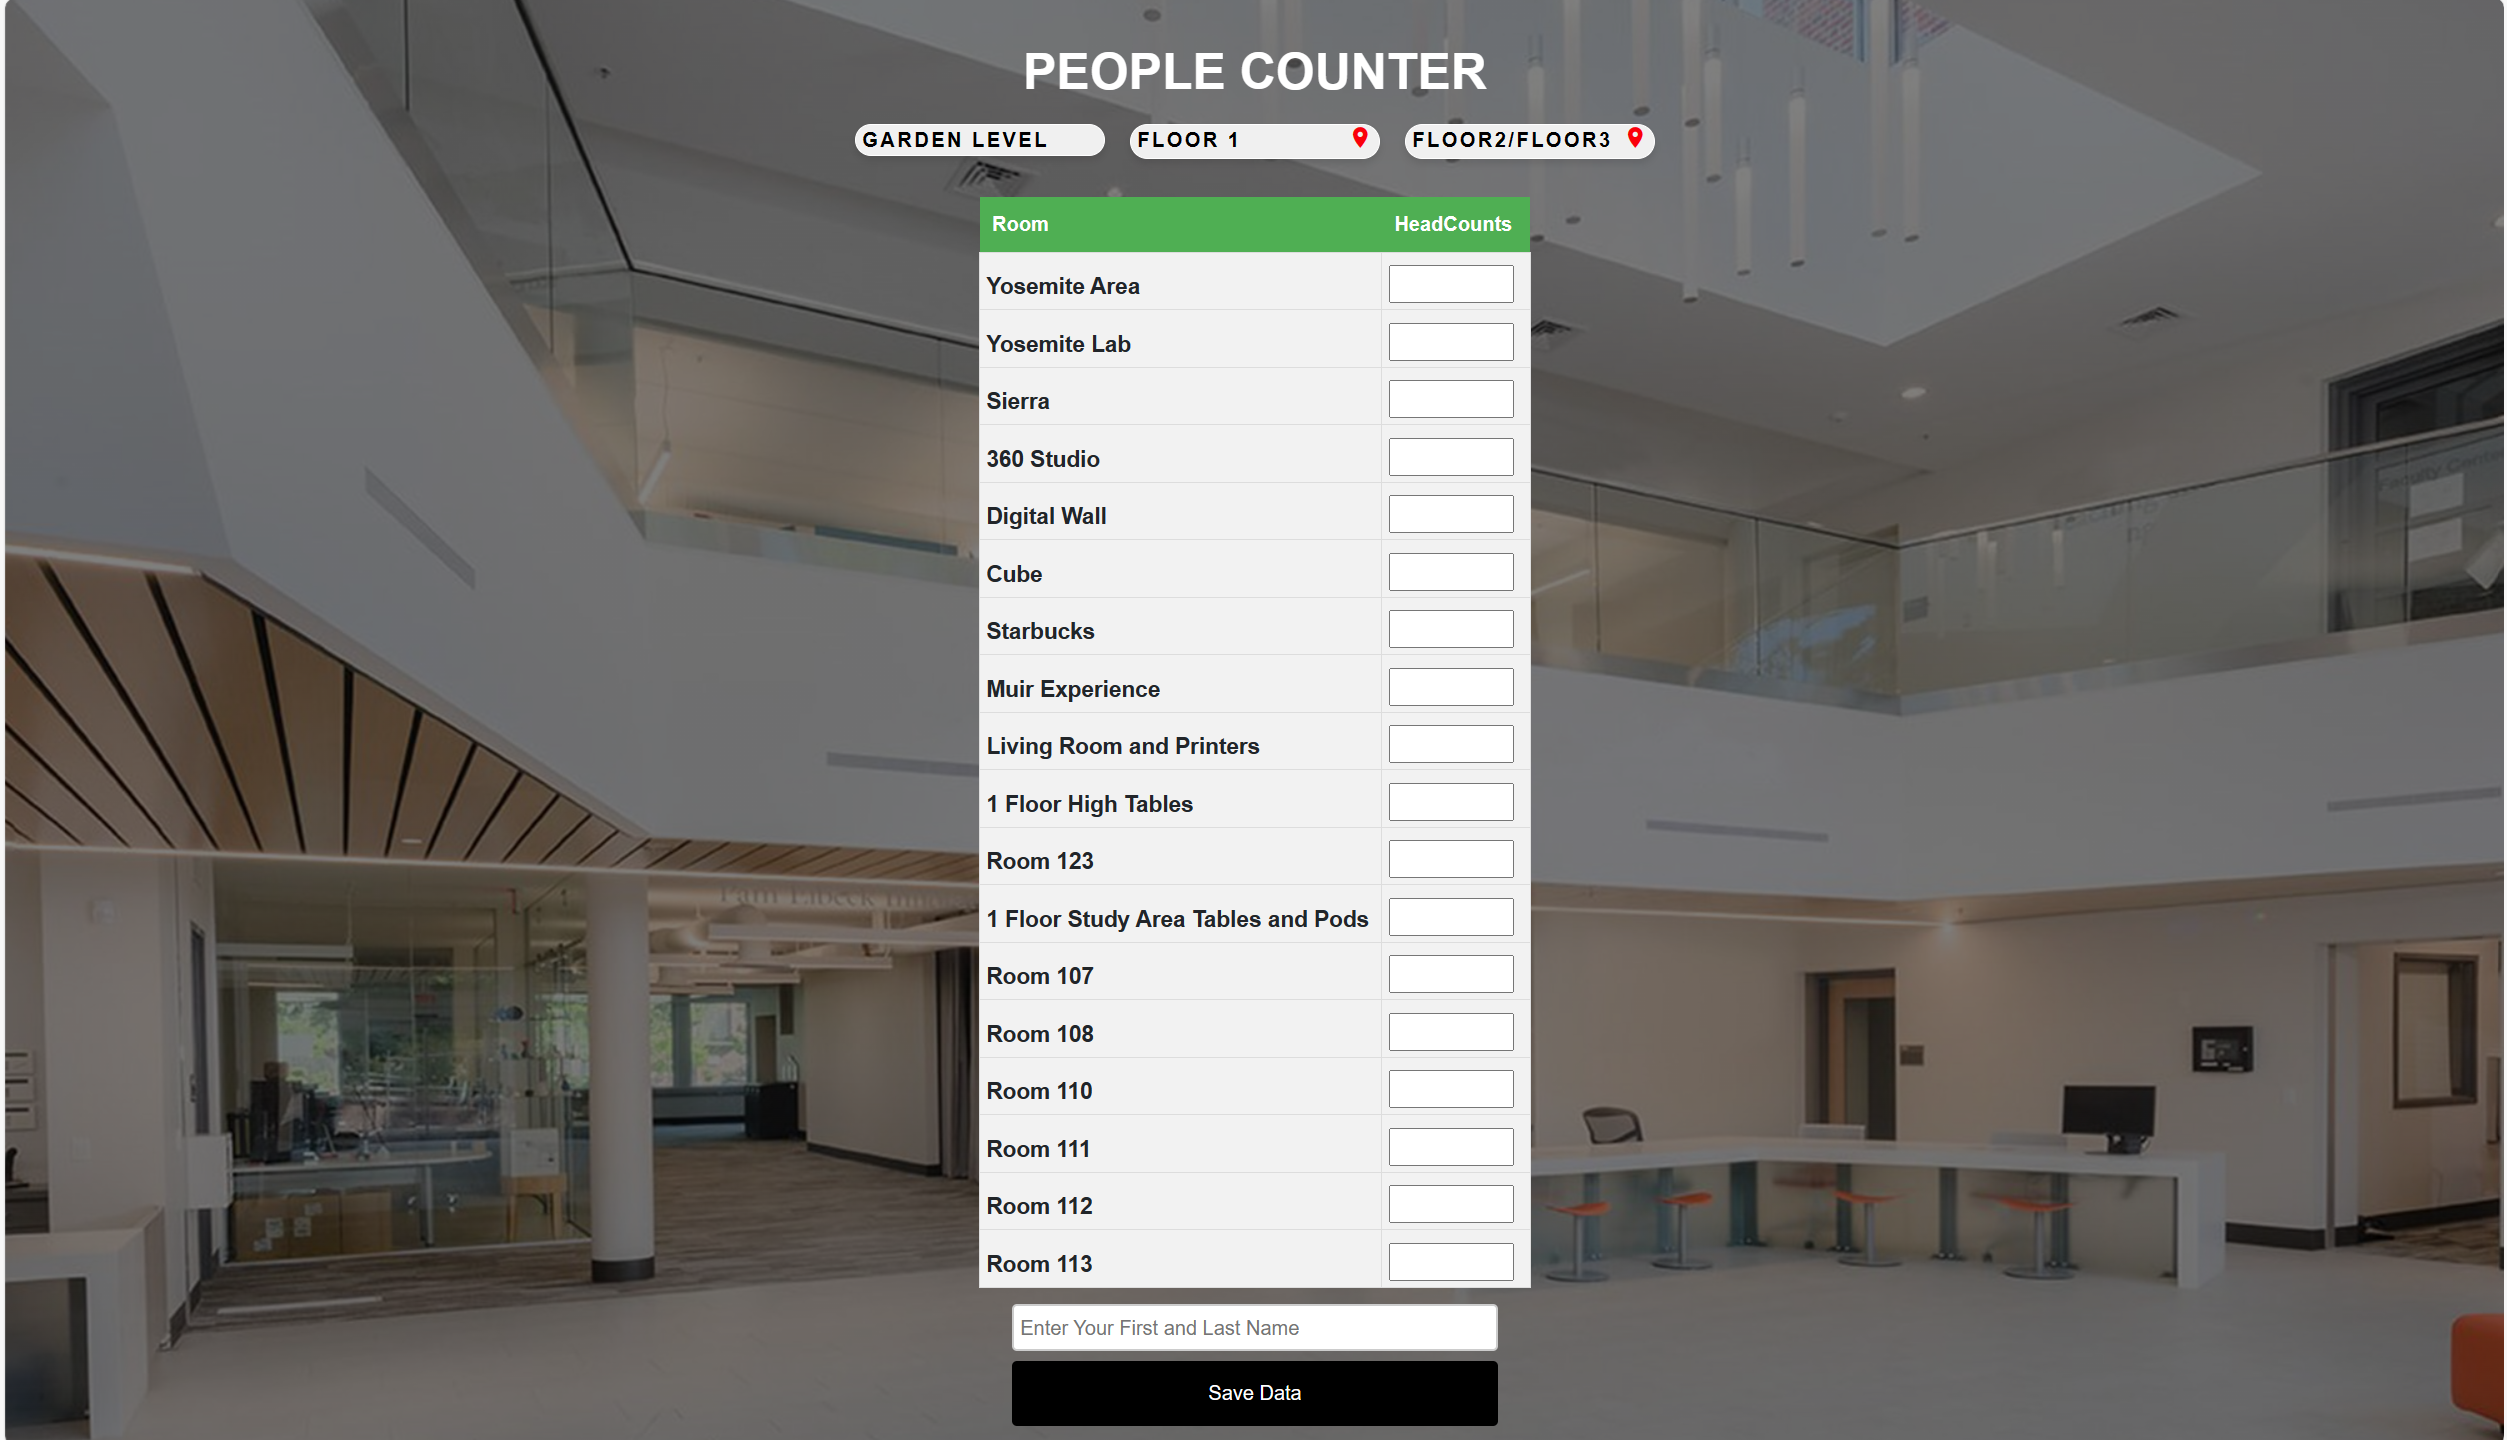 PEOPLE COUNTER
GARDEN LEVEL
FLOOR 1
FLOOR2/FLOOR3
Room HeadCounts
Yosemite Area
Yosemite Lab
Sierra
360 Studio
Digital Wall
Cube
Starbucks
Muir Experience
Living Room and Printers
1 Floor High Tables
Room 123
1 Floor Study Area Tables and Pods
Room 107
Room 108
Room 110
Room 111
Room 112
Room 113
Enter Your First and Last Name
Save Data